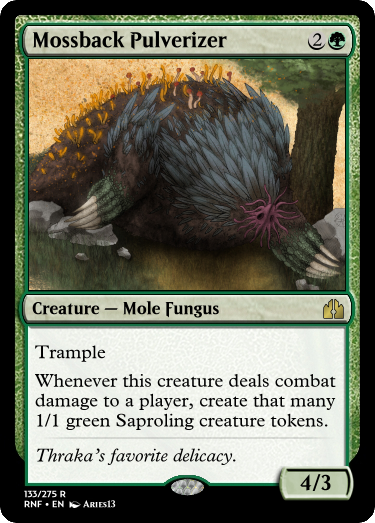 Mossback Pulverizer 2
Creature — Mole Fungus
Trample
Whenever this creature deals combat
damage to a player, create that many
1/1 green Saproling creature tokens.
Thraka's favorite delicacy.
4/3
133/275 R
RNF • EN Aries13